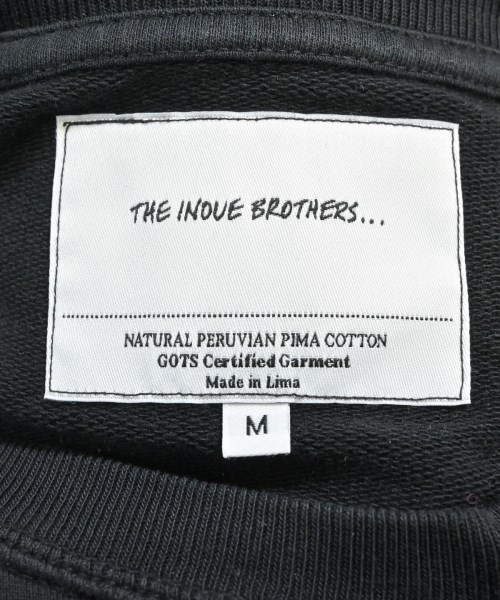 THE INOUE BROTHERS...
NATURAL PERUVIAN PIMA COTTON
GOTS Certified Garment
Made in Lima
M